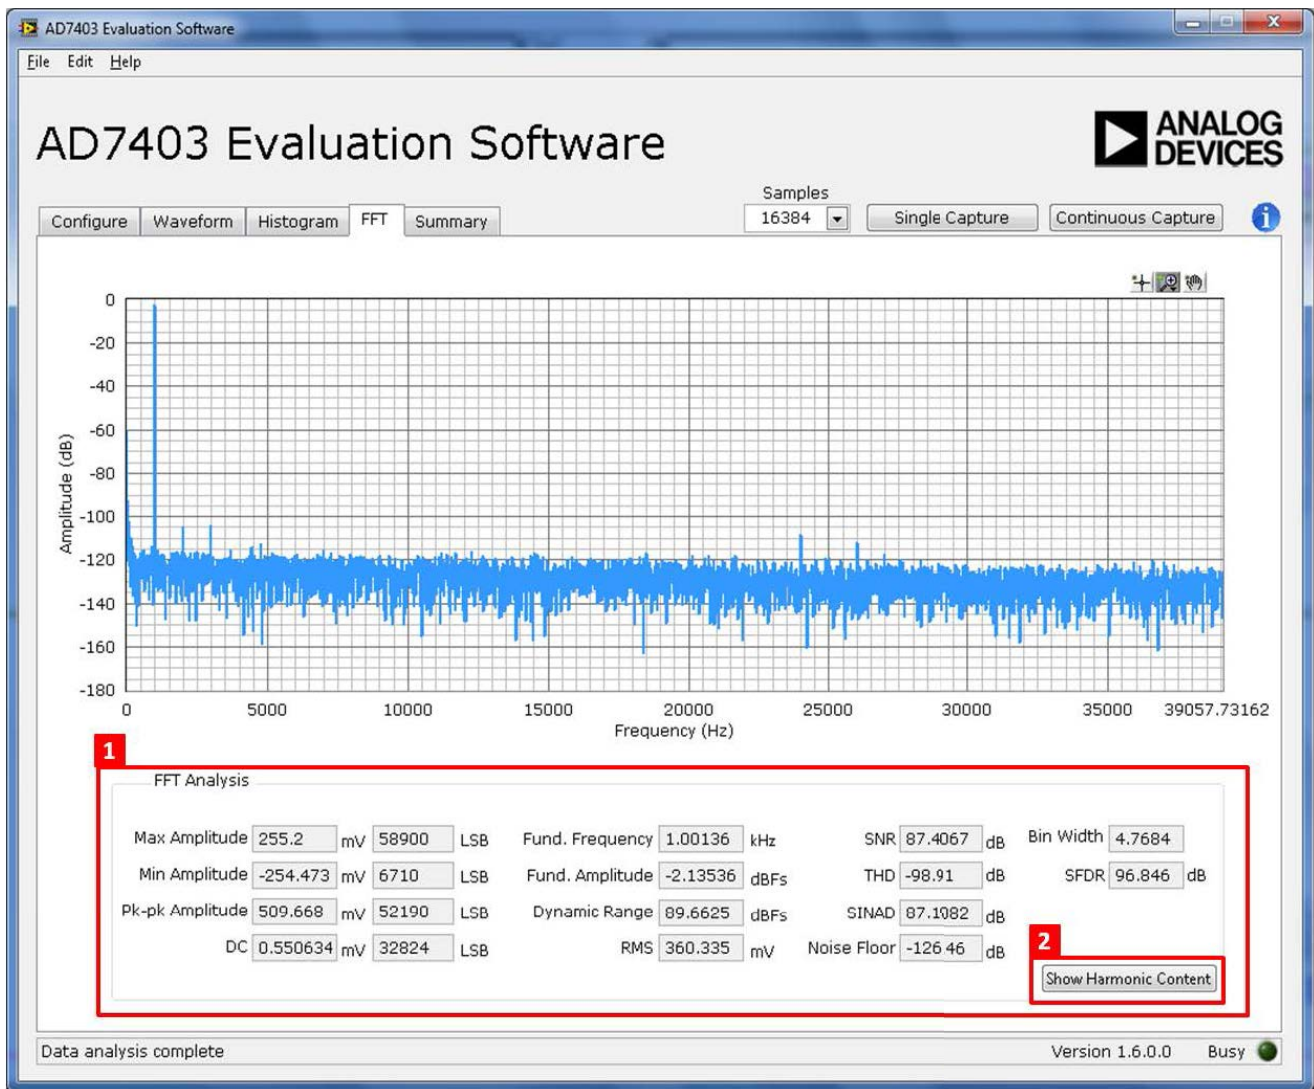 AD7403 Evaluation Software
File Edit Help
AD7403 Evaluation Software
ANALOG
DEVICES
Samples
Configure Waveform Histogram FFT Summary 16384 Single Capture Continuous Capture i
0
-20
-40
-60
-80
-100
-120
-140
-160
-180
Amplitude (dB)
0 5000 10000 15000 20000 25000 30000 35000 39057.73162
Frequency (Hz)
1
FFT Analysis
Max Amplitude 255.2 mV 58900 LSB Fund. Frequency 1.00136 kHz SNR 87.4067 dB Bin Width 4.7684
Min Amplitude -254.473 mV 6710 LSB Fund. Amplitude -2.13536 dBFs THD -98.91 dB SFDR 96.846 dB
Pk-pk Amplitude 509.668 mV 52190 LSB Dynamic Range 89.6625 dBFs SINAD 87.1082 dB
DC 0.550634 mV 32824 LSB RMS 360.335 mV Noise Floor -126.46 dB
2
Show Harmonic Content
Data analysis complete Version 1.6.0.0 Busy